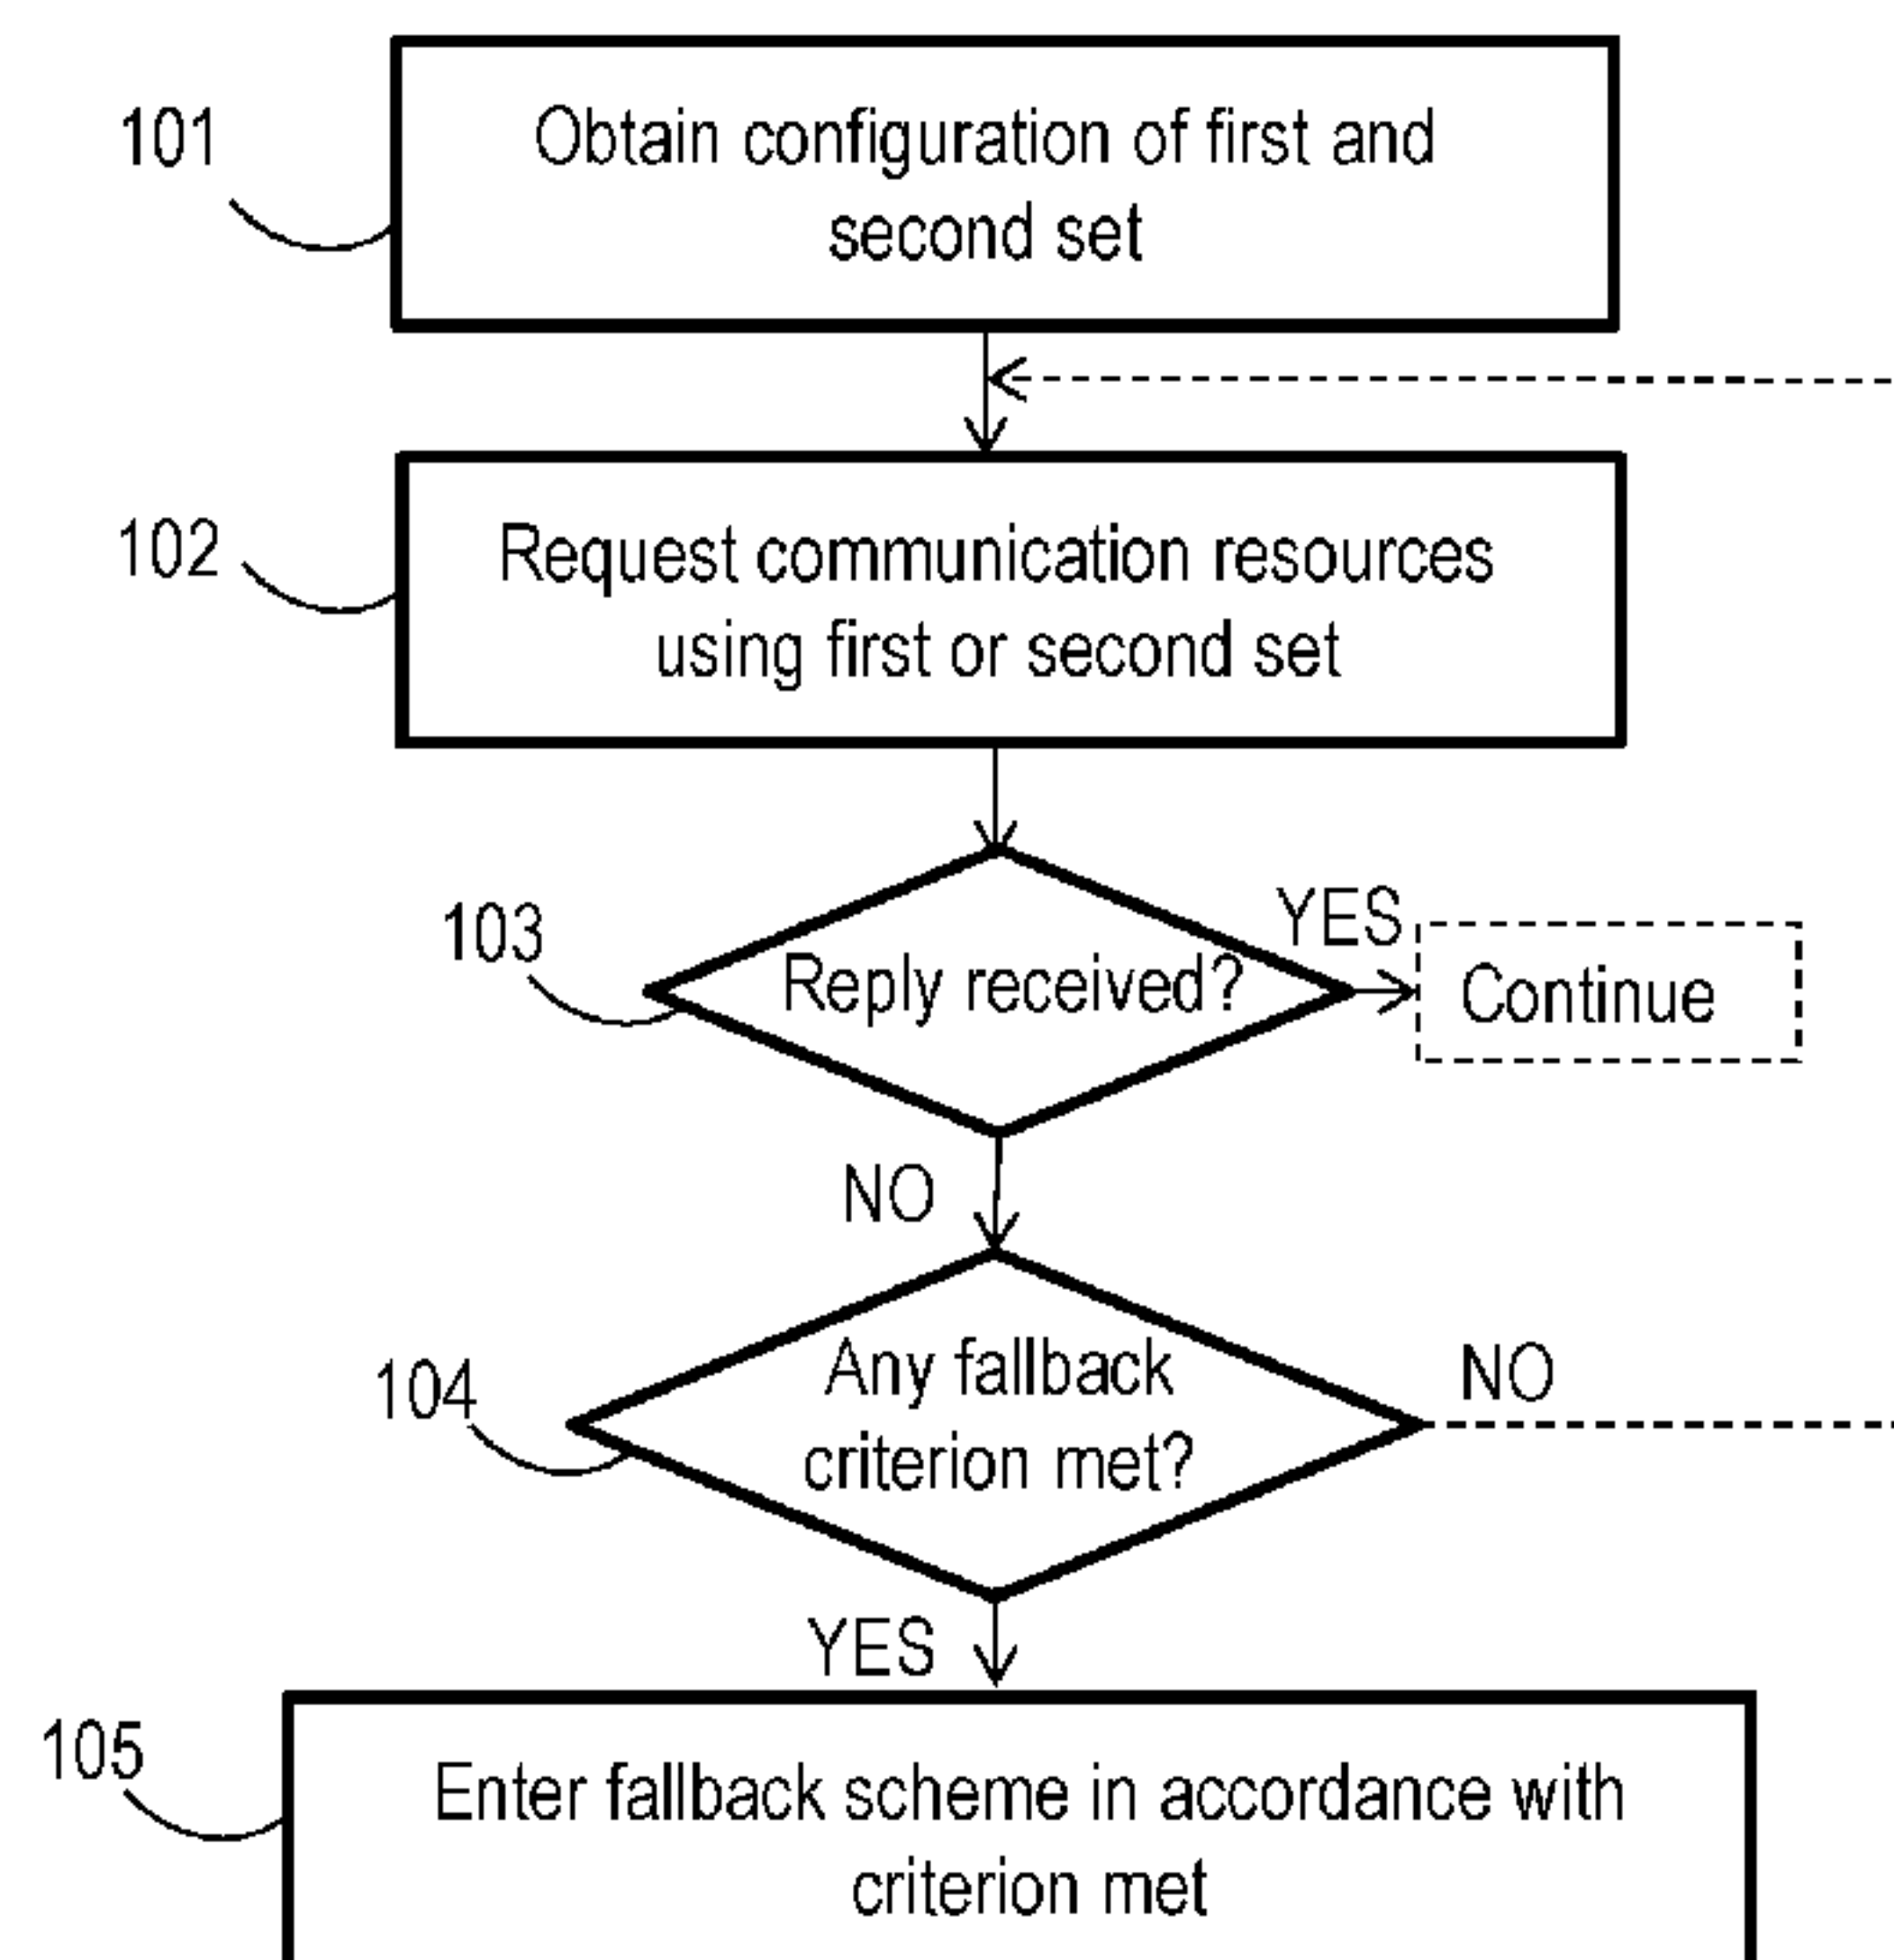 101
Obtain configuration of first and
second set
102
Request communication resources
using first or second set
103
Reply received?
YES
Continue
NO
104
Any fallback
criterion met?
NO
YES
105
Enter fallback scheme in accordance with
criterion met